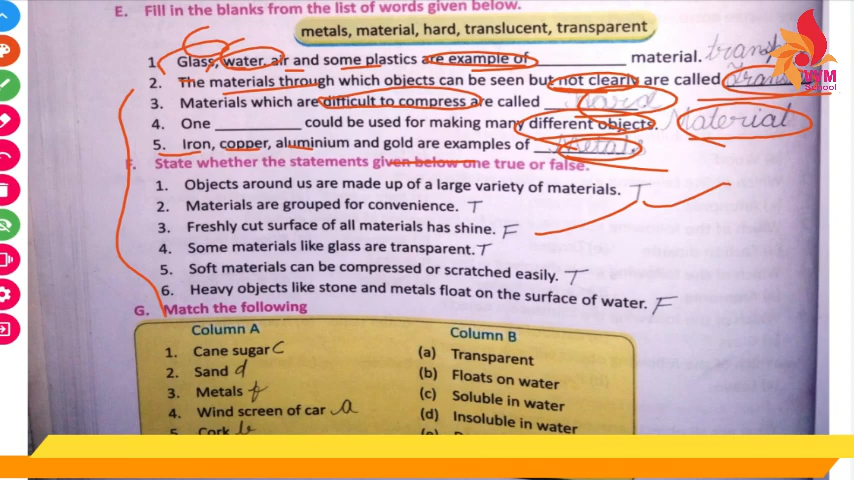 E. Fill in the blanks from the list of words given below.
metals, material, hard, translucent, transparent
1. Glass, water, air and some plastics are example of ____________ material.
2. The materials through which objects can be seen but not clearly are called
3. Materials which are difficult to compress are called hard
4. One ____________ could be used for making many different objects. Material
5. Iron, copper, aluminium and gold are examples of Metals
F. State whether the statements given below one true or false.
1. Objects around us are made up of a large variety of materials. T
2. Materials are grouped for convenience. T
3. Freshly cut surface of all materials has shine. F
4. Some materials like glass are transparent. T
5. Soft materials can be compressed or scratched easily. T
6. Heavy objects like stone and metals float on the surface of water. F
G. Match the following
Column A
1. Cane sugar C
2. Sand d
3. Metals f
4. Wind screen of car a
5. Cork b
Column B
(a) Transparent
(b) Floats on water
(c) Soluble in water
(d) Insoluble in water
VYM
School